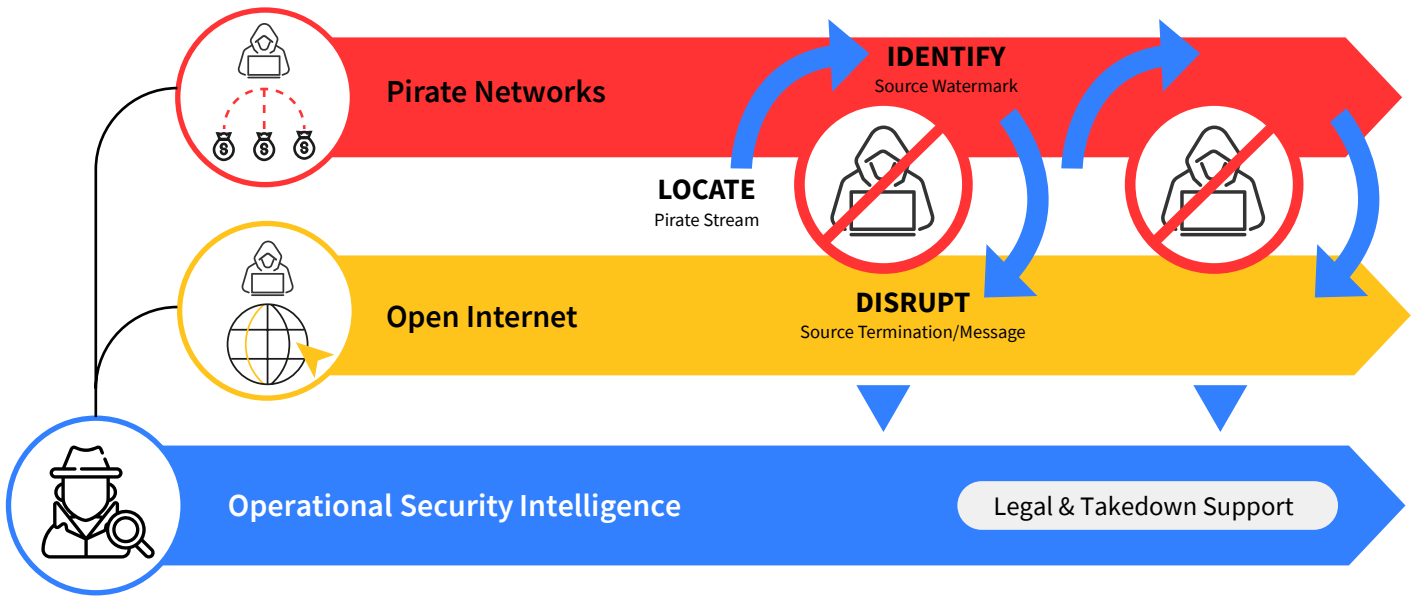 Pirate Networks
IDENTIFY
Source Watermark
LOCATE
Pirate Stream
Open Internet
DISRUPT
Source Termination/Message
Operational Security Intelligence
Legal & Takedown Support
$ $ $